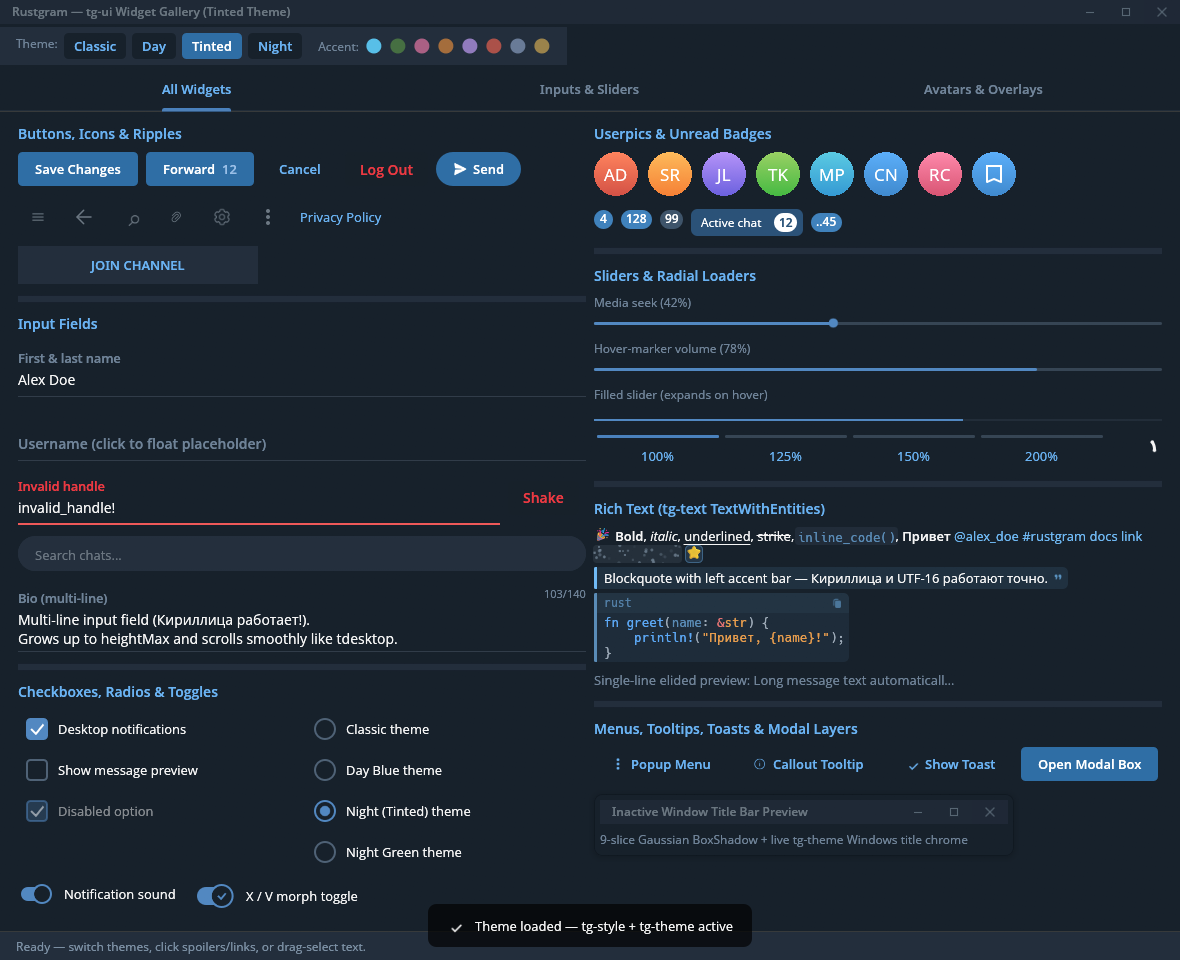 Rustgram — tg-ui Widget Gallery (Tinted Theme)
Theme: Classic Day Tinted Night Accent:
All Widgets Inputs & Sliders Avatars & Overlays
Buttons, Icons & Ripples
Save Changes Forward 12 Cancel Log Out Send
Privacy Policy
JOIN CHANNEL
Input Fields
First & last name
Alex Doe
Username (click to float placeholder)
Invalid handle
invalid_handle!
Shake
Search chats...
Bio (multi-line) 103/140
Multi-line input field (Кириллица работает!).
Grows up to heightMax and scrolls smoothly like tdesktop.
Checkboxes, Radios & Toggles
Desktop notifications Classic theme
Show message preview Day Blue theme
Disabled option Night (Tinted) theme
Night Green theme
Notification sound X / V morph toggle
Userpics & Unread Badges
AD SR JL TK MP CN RC
4 128 99 Active chat 12 ..45
Sliders & Radial Loaders
Media seek (42%)
Hover-marker volume (78%)
Filled slider (expands on hover)
100% 125% 150% 200%
Rich Text (tg-text TextWithEntities)
🎉 Bold, italic, underlined, strike, inline_code(), Привет @alex_doe #rustgram docs link
⭐
Blockquote with left accent bar — Кириллица и UTF-16 работают точно. ”
rust
fn greet(name: &str) {
    println!("Привет, {name}!");
}
Single-line elided preview: Long message text automaticall...
Menus, Tooltips, Toasts & Modal Layers
Popup Menu Callout Tooltip Show Toast Open Modal Box
Inactive Window Title Bar Preview
9-slice Gaussian BoxShadow + live tg-theme Windows title chrome
Theme loaded — tg-style + tg-theme active
Ready — switch themes, click spoilers/links, or drag-select text.